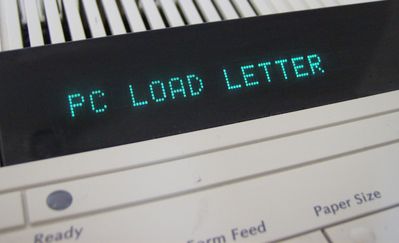 PC LOAD LETTER
Ready
Form Feed
Paper Size